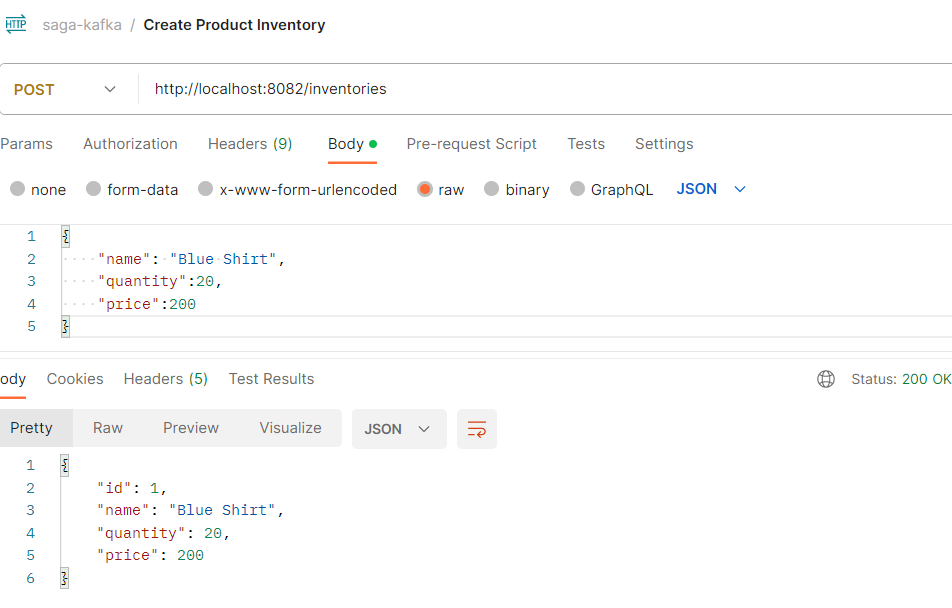 HTTP saga-kafka / Create Product Inventory
POST http://localhost:8082/inventories
Params Authorization Headers (9) Body Pre-request Script Tests Settings
none form-data x-www-form-urlencoded raw binary GraphQL JSON
1 {
2 "name": "Blue Shirt",
3 "quantity":20,
4 "price":200
5 }
ody Cookies Headers (5) Test Results Status: 200 OK
Pretty Raw Preview Visualize JSON
1 {
2 "id": 1,
3 "name": "Blue Shirt",
4 "quantity": 20,
5 "price": 200
6 }